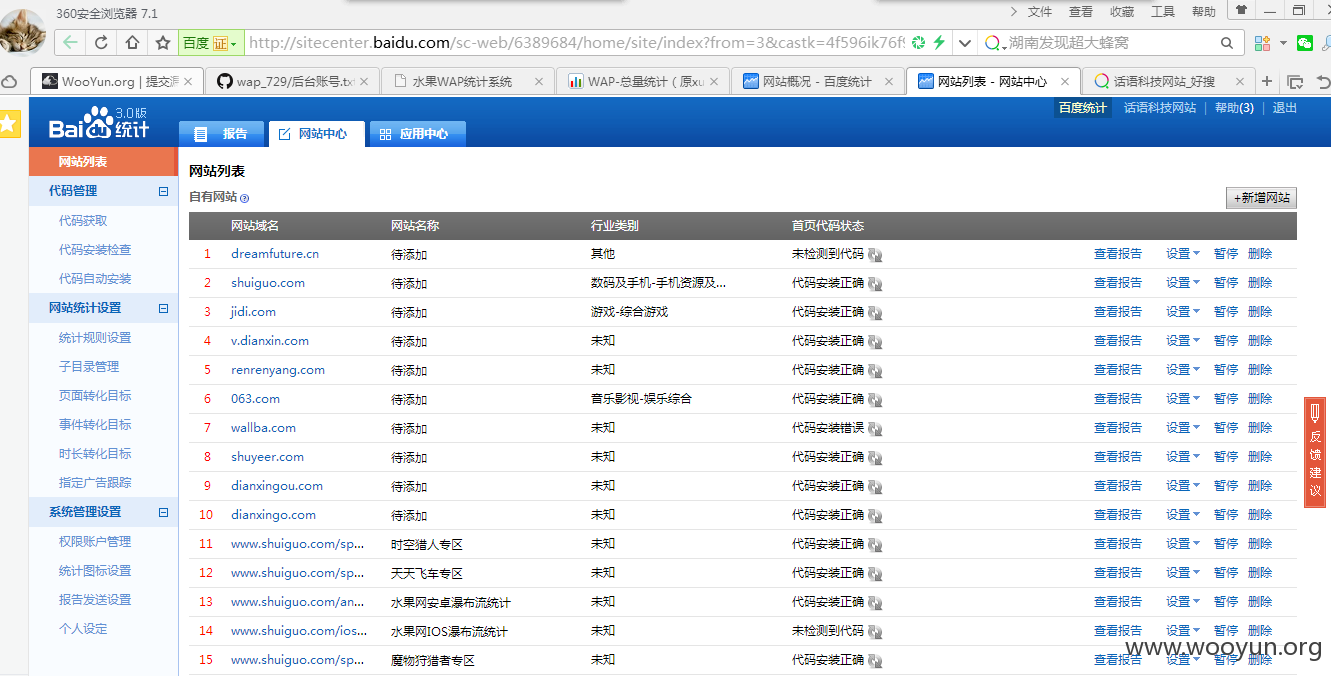 360安全浏览器 7.1
文件 查看 收藏 工具 帮助
百度 证 http://sitecenter.baidu.com/sc-web/6389684/home/site/index?from=3&castk=4f596ik76f9 湖南发现超大蜂窝
WooYun.org | 提交漏 wap_729/后台账号.txt 水果WAP统计系统 WAP-总量统计（原xu 网站概况 - 百度统计 网站列表 - 网站中心 话语科技网站_好搜
Baidu 统计 3.0版 报告 网站中心 应用中心 百度统计 话语科技网站 | 帮助(3) | 退出
网站列表
代码管理
代码获取
代码安装检查
代码自动安装
网站统计设置
统计规则设置
子目录管理
页面转化目标
事件转化目标
时长转化目标
指定广告跟踪
系统管理设置
权限账户管理
统计图标设置
报告发送设置
个人设定
网站列表
自有网站
+新增网站
网站域名 网站名称 行业类别 首页代码状态
1 dreamfuture.cn 待添加 其他 未检测到代码 查看报告 设置 暂停 删除
2 shuiguo.com 待添加 数码及手机-手机资源及... 代码安装正确 查看报告 设置 暂停 删除
3 jidi.com 待添加 游戏-综合游戏 代码安装正确 查看报告 设置 暂停 删除
4 v.dianxin.com 待添加 未知 代码安装正确 查看报告 设置 暂停 删除
5 renrenyang.com 待添加 未知 代码安装正确 查看报告 设置 暂停 删除
6 063.com 待添加 音乐影视-娱乐综合 代码安装正确 查看报告 设置 暂停 删除
7 wallba.com 待添加 未知 代码安装错误 查看报告 设置 暂停 删除
8 shuyeer.com 待添加 未知 代码安装正确 查看报告 设置 暂停 删除
9 dianxingou.com 待添加 未知 代码安装正确 查看报告 设置 暂停 删除
10 dianxingo.com 待添加 未知 代码安装正确 查看报告 设置 暂停 删除
11 www.shuiguo.com/sp... 时空猎人专区 未知 代码安装正确 查看报告 设置 暂停 删除
12 www.shuiguo.com/sp... 天天飞车专区 未知 代码安装正确 查看报告 设置 暂停 删除
13 www.shuiguo.com/an... 水果网安卓瀑布流统计 未知 代码安装正确 查看报告 设置 暂停 删除
14 www.shuiguo.com/ios... 水果网IOS瀑布流统计 未知 未检测到代码 查看报告 设置 暂停 删除
15 www.shuiguo.com/sp... 魔物狩猎者专区 未知 代码安装正确 查看报告 设置 暂停 删除
反馈建议
www.wooyun.org